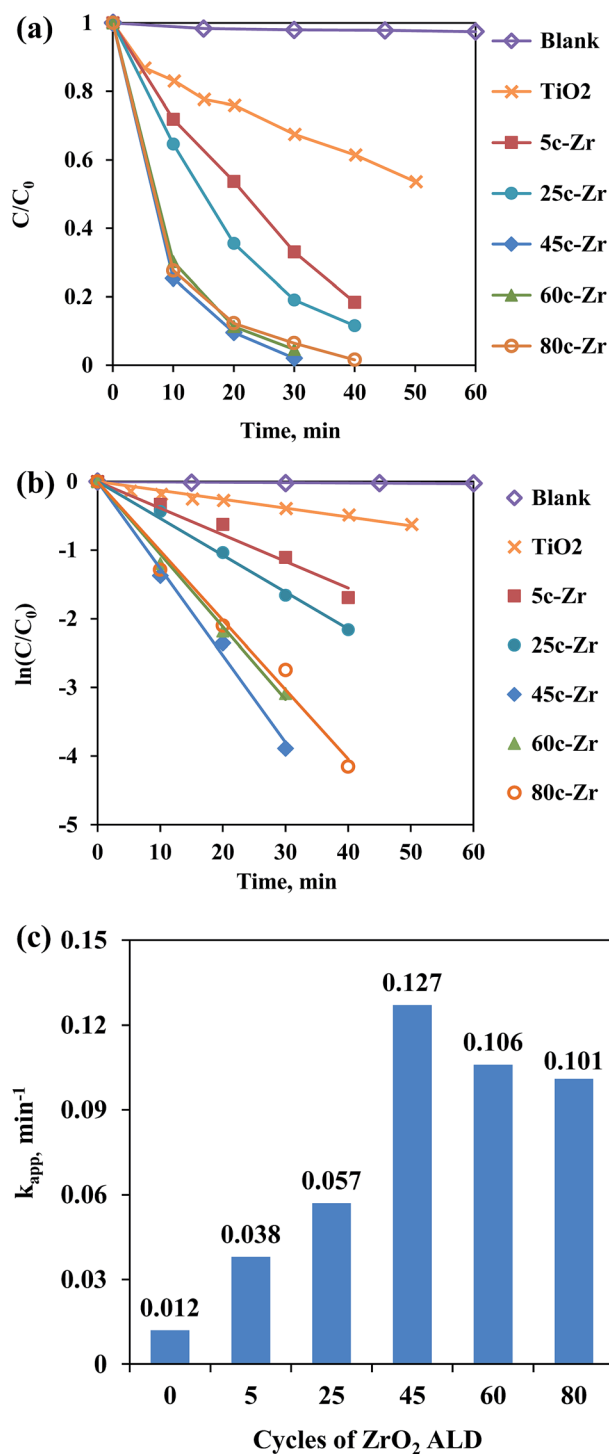 (a)
1
0.8
0.6
0.4
0.2
0
C/C0
0 10 20 30 40 50 60
Time, min
Blank
TiO2
5c-Zr
25c-Zr
45c-Zr
60c-Zr
80c-Zr
(b)
0
-1
-2
-3
-4
-5
ln(C/C0)
0 10 20 30 40 50 60
Time, min
Blank
TiO2
5c-Zr
25c-Zr
45c-Zr
60c-Zr
80c-Zr
(c)
0.15
0.12
0.09
0.06
0.03
0
kapp, min-1
0.012
0.038
0.057
0.127
0.106
0.101
0 5 25 45 60 80
Cycles of ZrO2 ALD